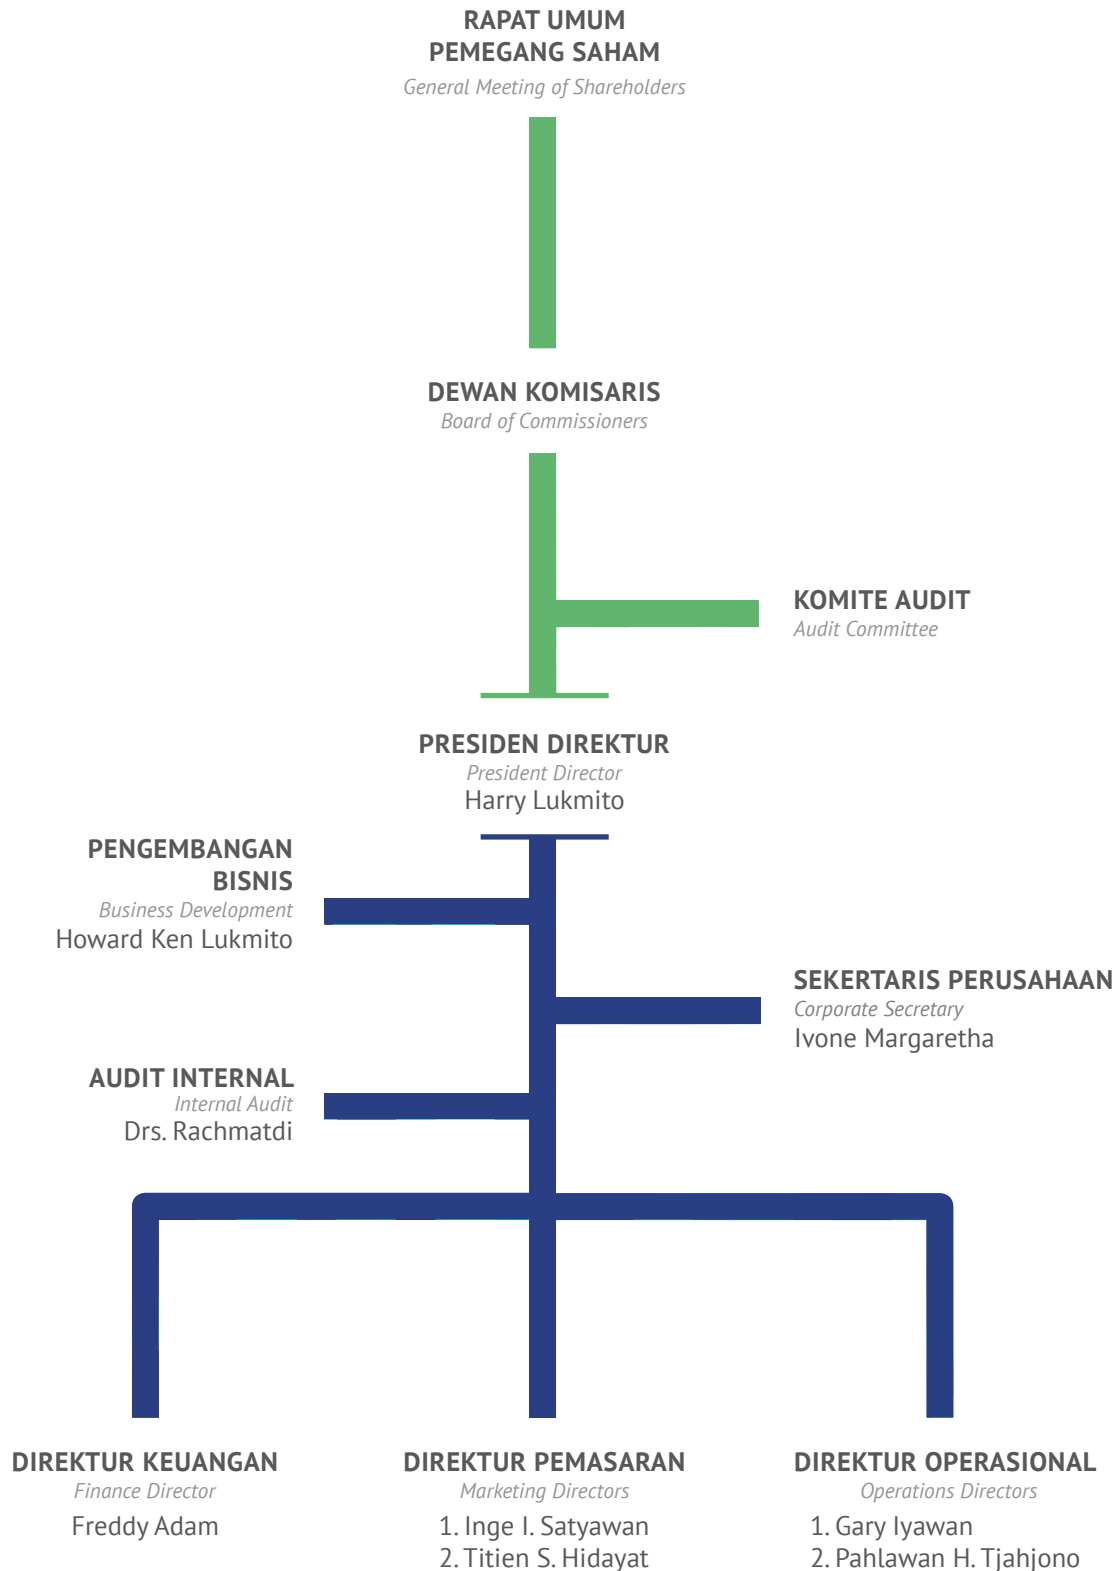 RAPAT UMUM
PEMEGANG SAHAM
General Meeting of Shareholders
DEWAN KOMISARIS
Board of Commissioners
KOMITE AUDIT
Audit Committee
PRESIDEN DIREKTUR
President Director
Harry Lukmito
PENGEMBANGAN
BISNIS
Business Development
Howard Ken Lukmito
SEKERTARIS PERUSAHAAN
Corporate Secretary
Ivone Margaretha
AUDIT INTERNAL
Internal Audit
Drs. Rachmatdi
DIREKTUR KEUANGAN
Finance Director
Freddy Adam
DIREKTUR PEMASARAN
Marketing Directors
1. Inge I. Satyawan
2. Titien S. Hidayat
DIREKTUR OPERASIONAL
Operations Directors
1. Gary Iyawan
2. Pahlawan H. Tjahjono